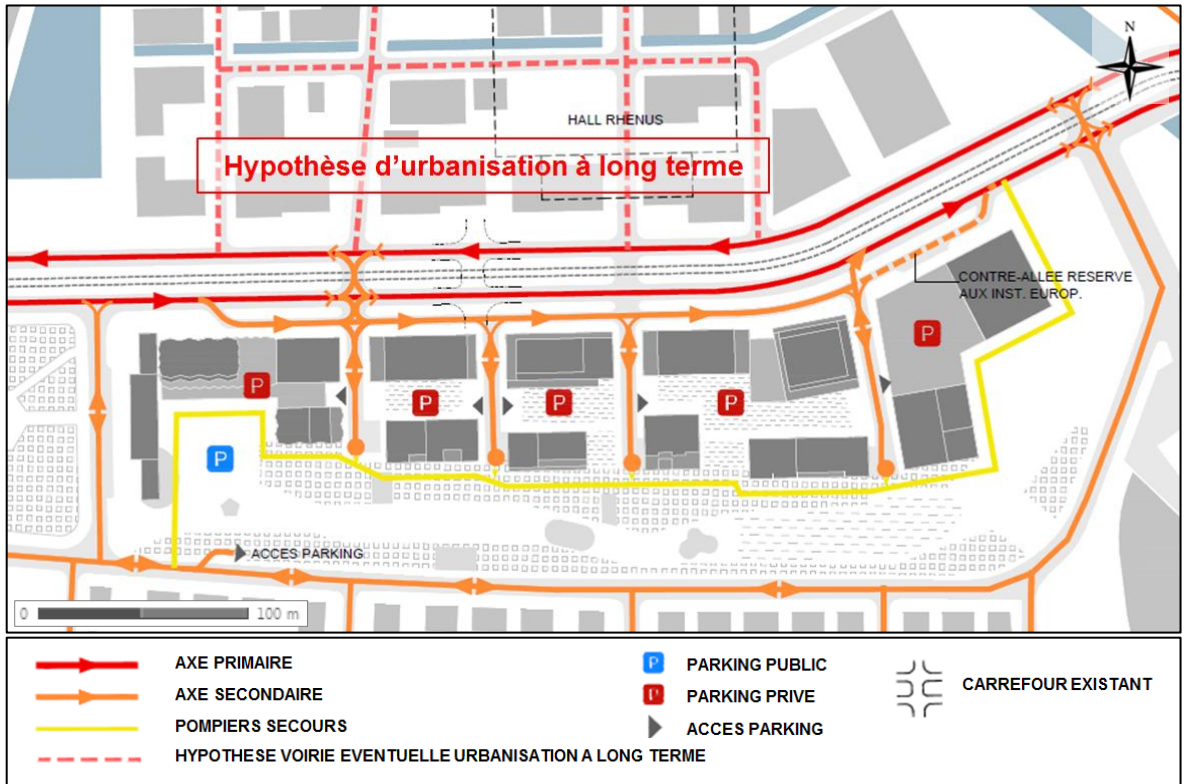 N
HALL RHENUS
Hypothèse d'urbanisation à long terme
CONTRE-ALLEE RESERVE
AUX INST. EUROP.
P
P
P
P
P
P
ACCES PARKING
0 100 m
AXE PRIMAIRE
AXE SECONDAIRE
POMPIERS SECOURS
HYPOTHESE VOIRIE EVENTUELLE URBANISATION A LONG TERME
P PARKING PUBLIC
P PARKING PRIVE
ACCES PARKING
CARREFOUR EXISTANT